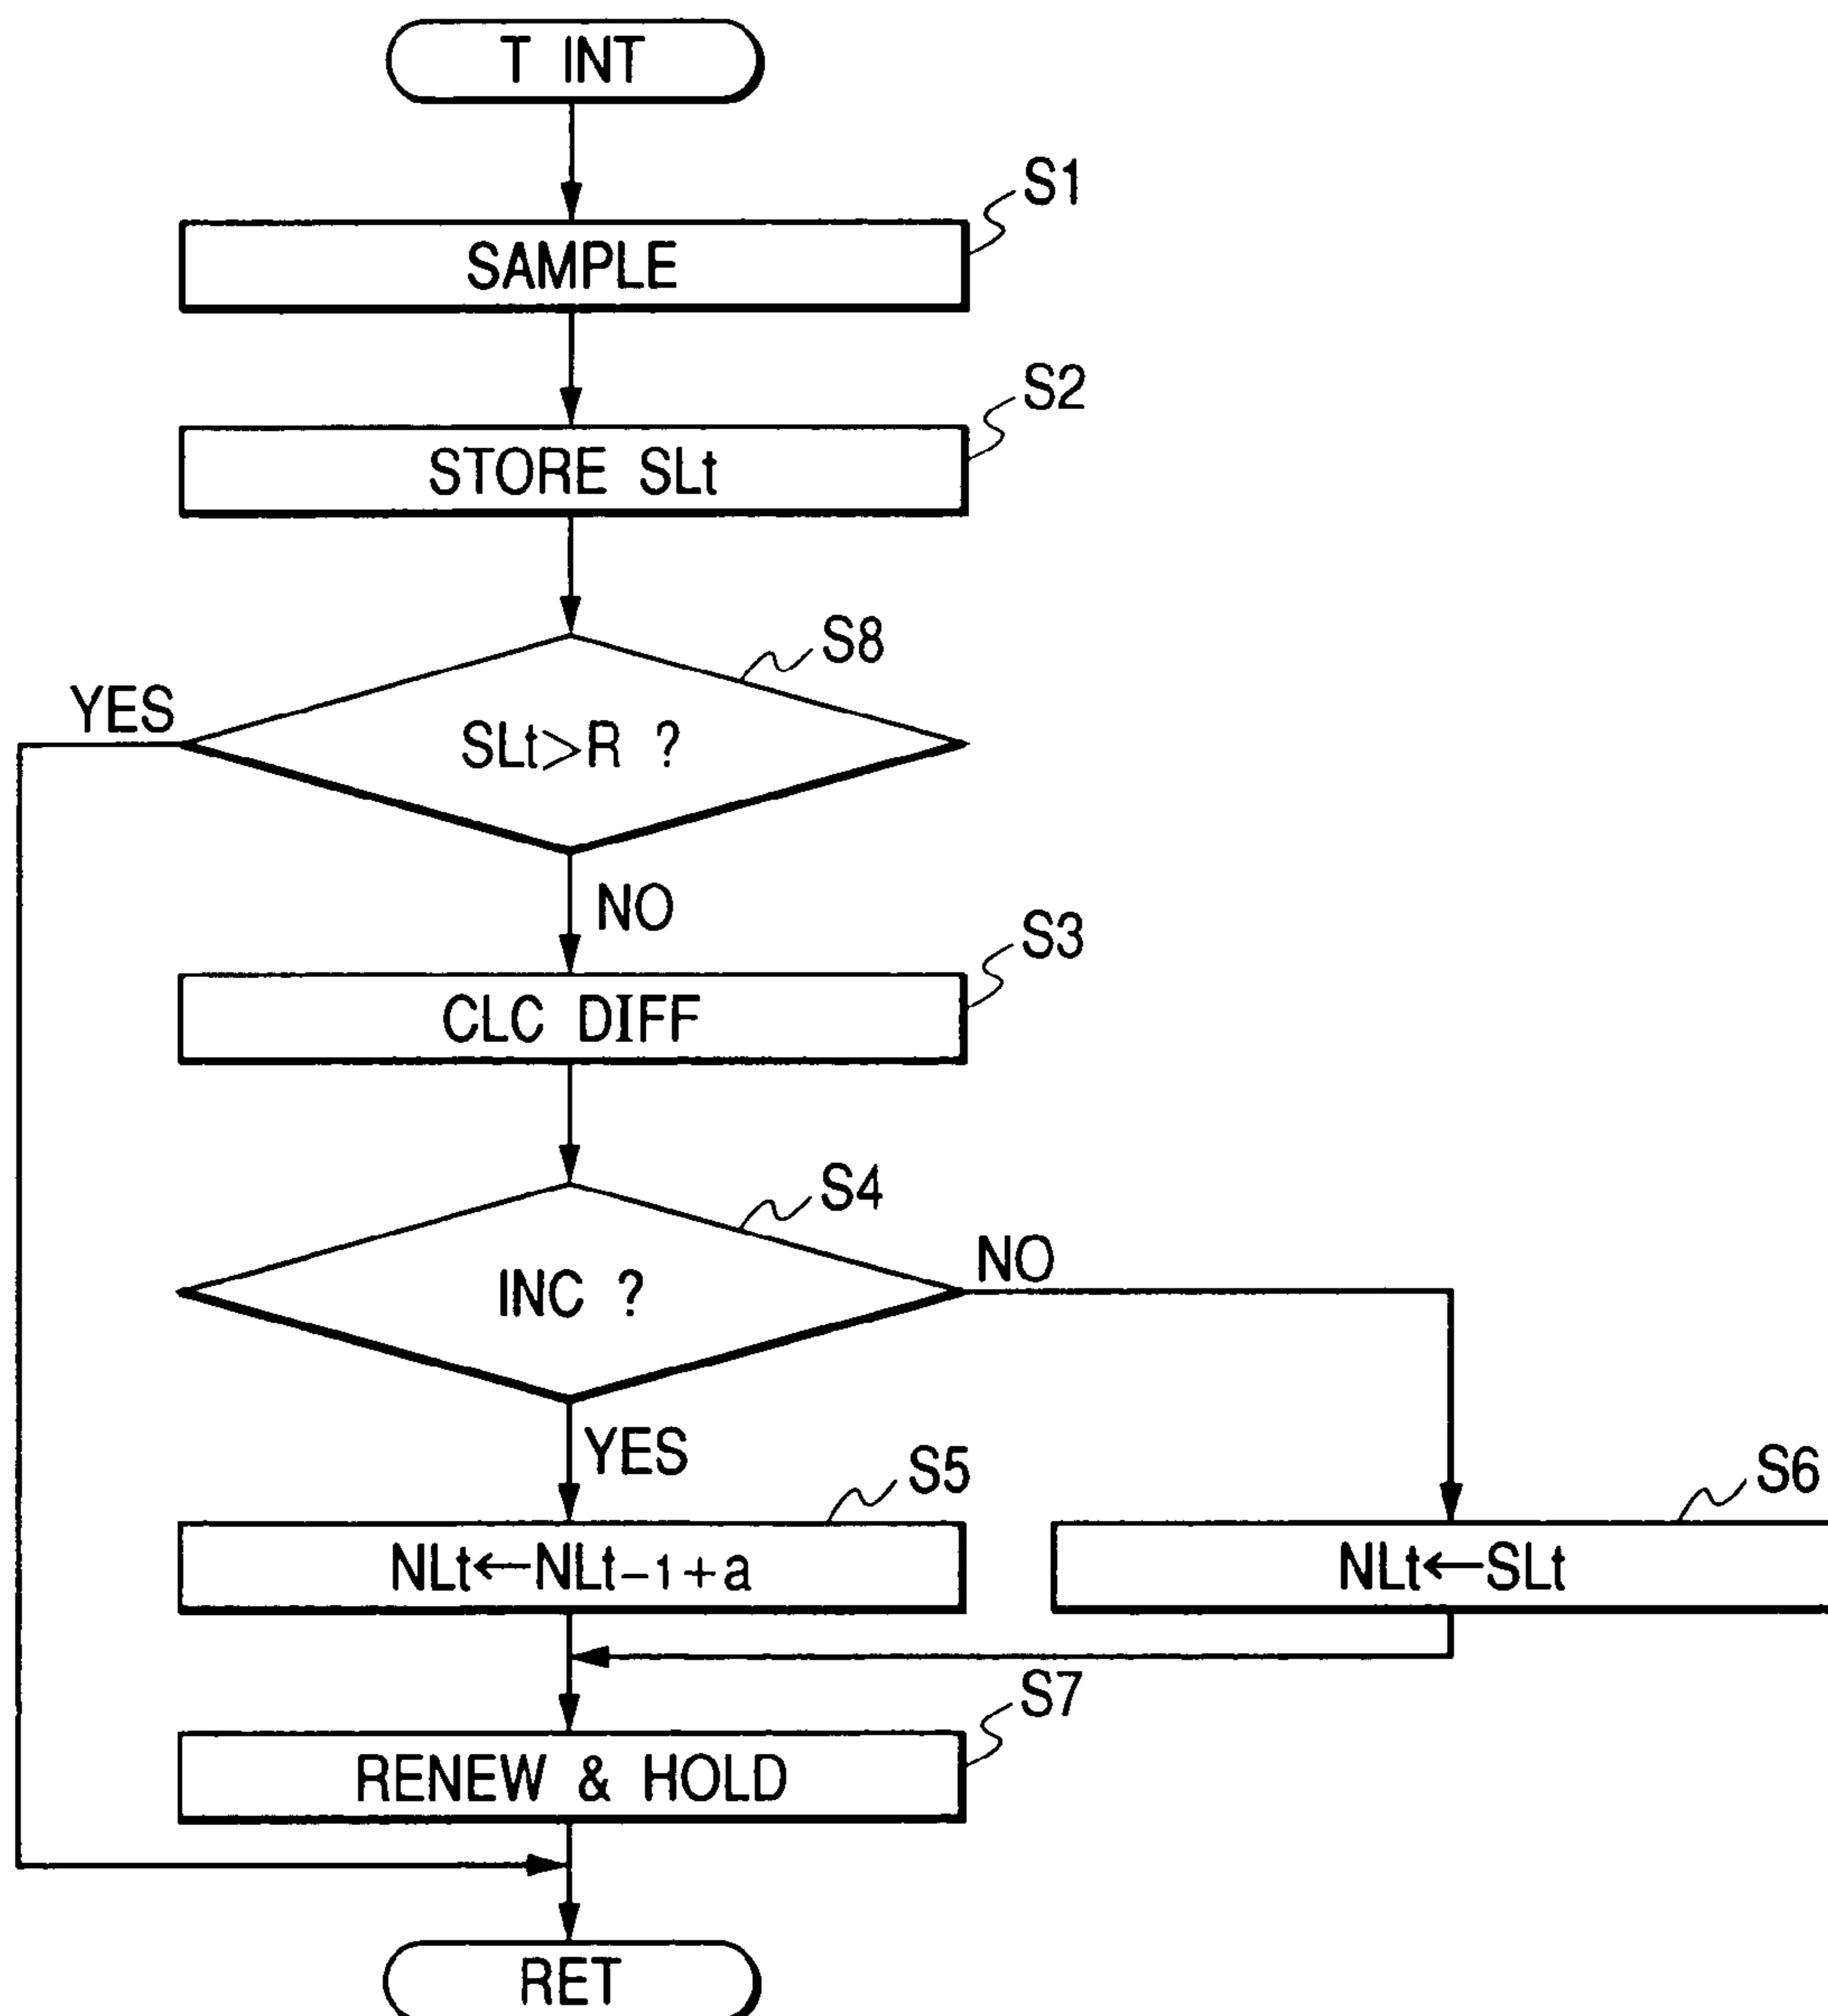 T INT
S1
SAMPLE
S2
STORE SLt
S8
YES
SLt>R ?
NO
S3
CLC DIFF
S4
NO
INC ?
YES
S5
S6
NLt←NLt-1+a
NLt←SLt
S7
RENEW & HOLD
RET